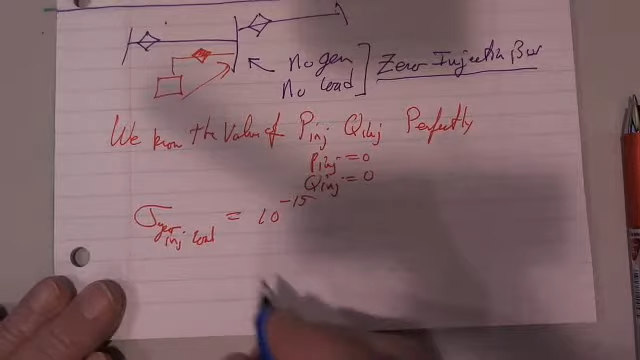 No gen
No load
Zero Injection Bus
We know the Value of Pinj Qinj Perfectly
Pinj = 0
Qinj = 0
σzero inj load = 10^-15